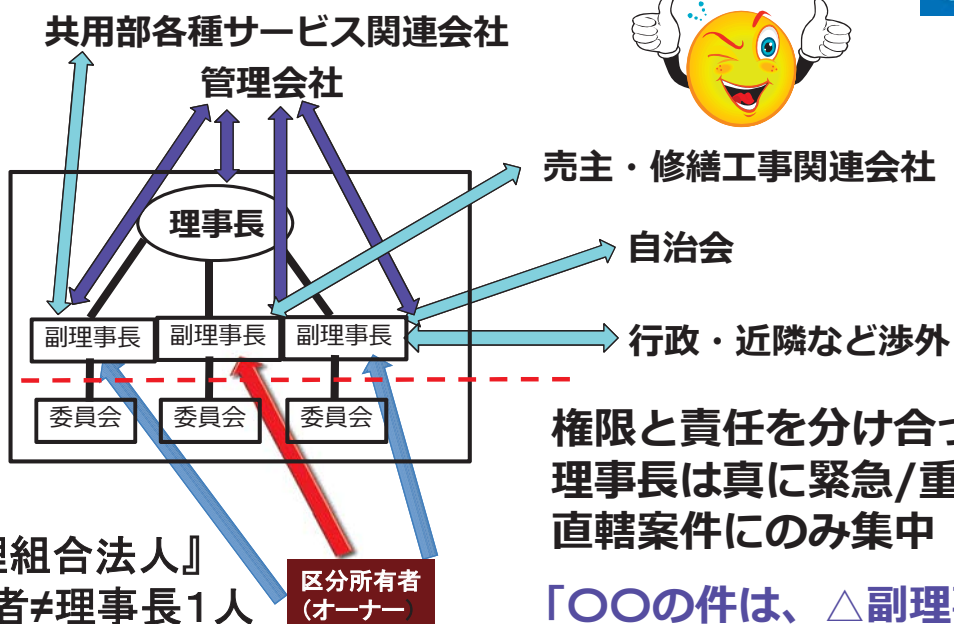 共用部各種サービス関連会社
管理会社
売主・修繕工事関連会社
理事長
自治会
副理事長
副理事長
副理事長
行政・近隣など渉外
委員会
委員会
委員会
権限と責任を分け合っ
理事長は真に緊急/重
直轄案件にのみ集中
理組合法人』
者≠理事長1人
区分所有者
(オーナー)
「〇〇の件は、△副理事